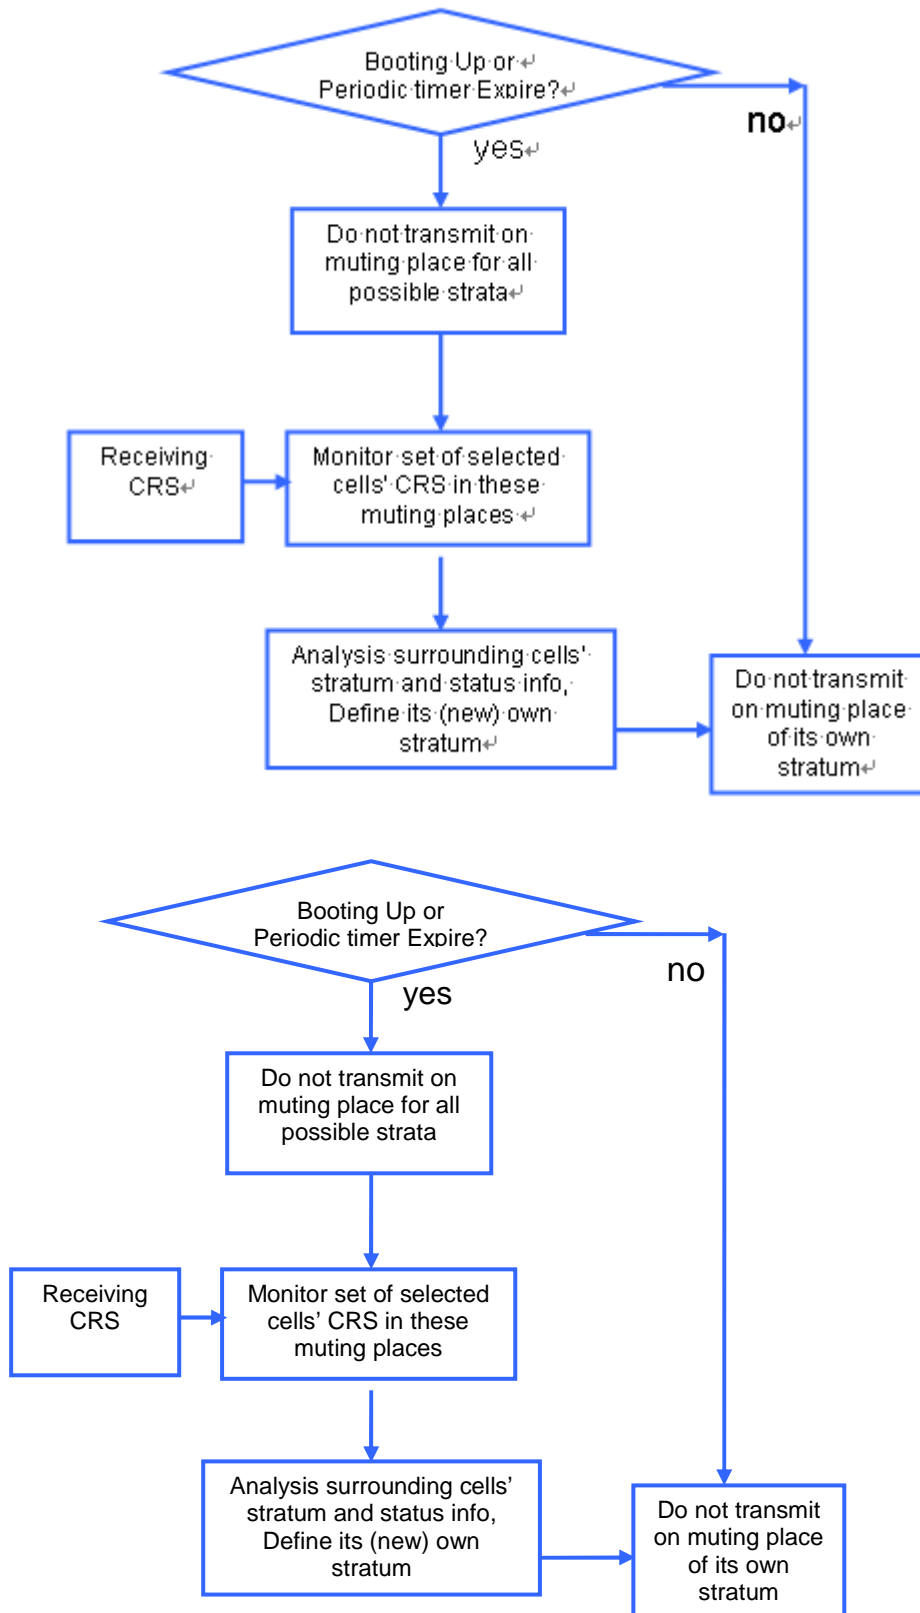 Booting Up or
Periodic timer Expire?
no
yes
Do not transmit on
muting place for all
possible strata
Receiving
CRS
Monitor set of selected
cells' CRS in these
muting places
Analysis surrounding cells'
stratum and status info,
Define its (new) own
stratum
Do not transmit
on muting place
of its own
stratum
Booting Up or
Periodic timer Expire?
no
yes
Do not transmit on
muting place for all
possible strata
Receiving
CRS
Monitor set of selected
cells’ CRS in these
muting places
Analysis surrounding cells’
stratum and status info,
Define its (new) own
stratum
Do not transmit
on muting place
of its own
stratum